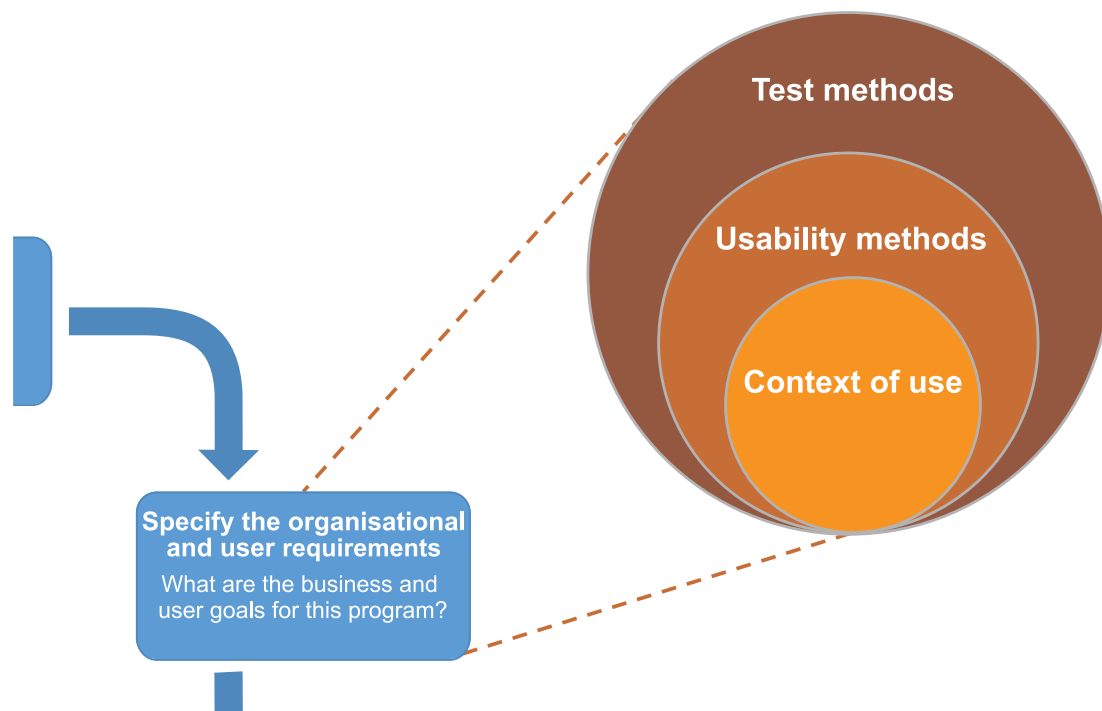 Test methods
Usability methods
Context of use
Specify the organisational
and user requirements
What are the business and
user goals for this program?